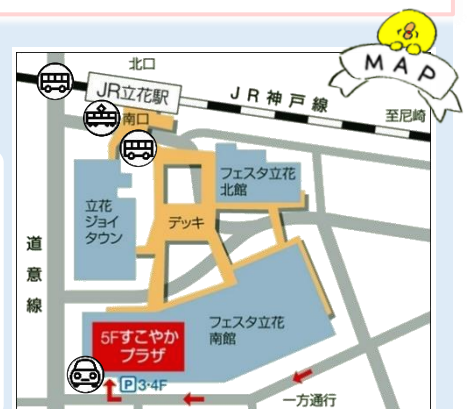 MAP
北口
JR立花駅
JR神戸線
至尼崎
南口
フェスタ立花
北館
立花
ジョイ
タウン
デッキ
道意線
フェスタ立花
南館
5Fすこやか
プラザ
P3・4F
一方通行